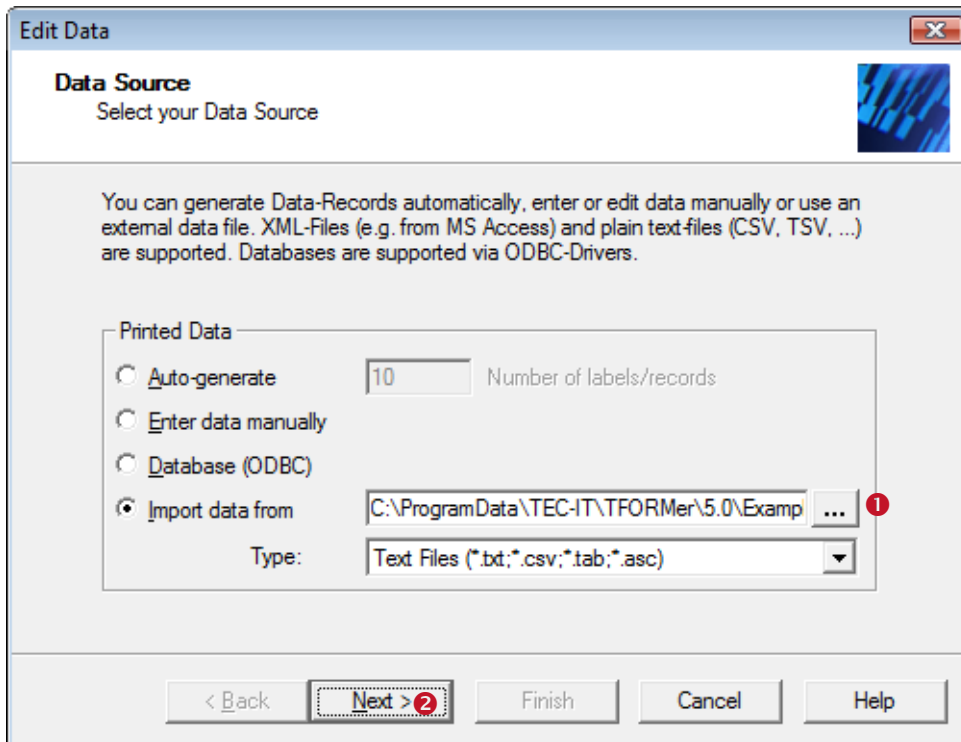 Edit Data
Data Source
Select your Data Source
You can generate Data-Records automatically, enter or edit data manually or use an
external data file. XML-Files (e.g. from MS Access) and plain text-files (CSV, TSV, ...)
are supported. Databases are supported via ODBC-Drivers.
Printed Data
Auto-generate 10 Number of labels/records
Enter data manually
Database (ODBC)
Import data from C:\ProgramData\TEC-IT\TFORMer\5.0\Exampl ... 1
Type: Text Files (*.txt;*.csv;*.tab;*.asc)
< Back Next > 2 Finish Cancel Help